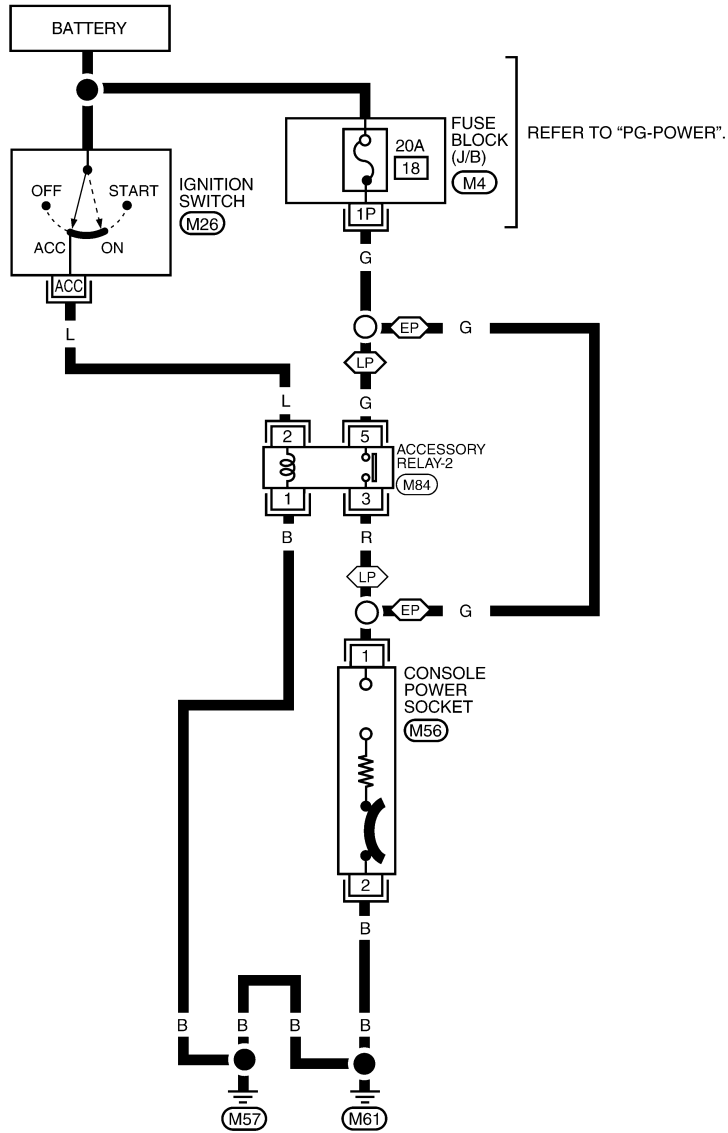 BATTERY
REFER TO “PG-POWER”.
FUSE
BLOCK
(J/B)
M4
20A
18
1P
OFF
START
ACC
ON
IGNITION
SWITCH
M26
ACC
G
L
EP
G
LP
L
G
2
5
ACCESSORY
RELAY-2
M84
1
3
B
R
LP
EP
G
1
CONSOLE
POWER
SOCKET
M56
2
B
B
B
B
B
M57
M61